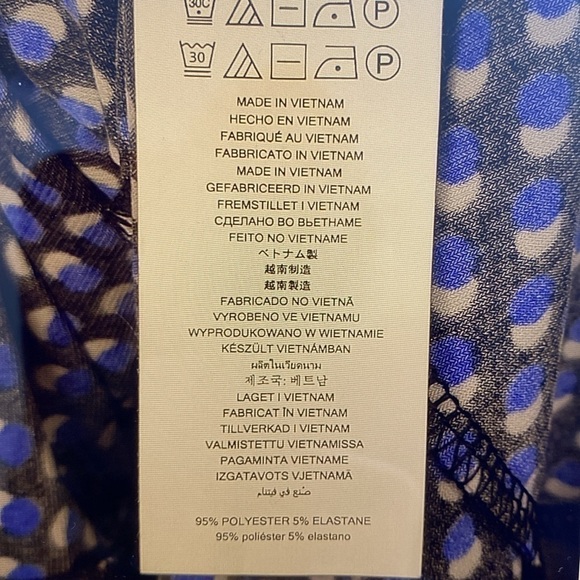 30C P
30 P
MADE IN VIETNAM
HECHO EN VIETNAM
FABRIQUÉ AU VIETNAM
FABBRICATO IN VIETNAM
MADE IN VIETNAM
GEFABRICEERD IN VIETNAM
FREMSTILLET I VIETNAM
СДЕЛАНО ВО ВЬЕТНАМЕ
FEITO NO VIETNAME
ベトナム製
越南制造
越南製造
FABRICADO NO VIETNÃ
VYROBENO VE VIETNAMU
WYPRODUKOWANO W WIETNAMIE
KÉSZÜLT VIETNÁMBAN
ผลิตในเวียดนาม
제조국: 베트남
LAGET I VIETNAM
FABRICAT ÎN VIETNAM
TILLVERKAD I VIETNAM
VALMISTETTU VIETNAMISSA
PAGAMINTA VIETNAME
IZGATAVOTS VJETNAMĀ
صُنع في فيتنام
95% POLYESTER 5% ELASTANE
95% poliéster 5% elastano